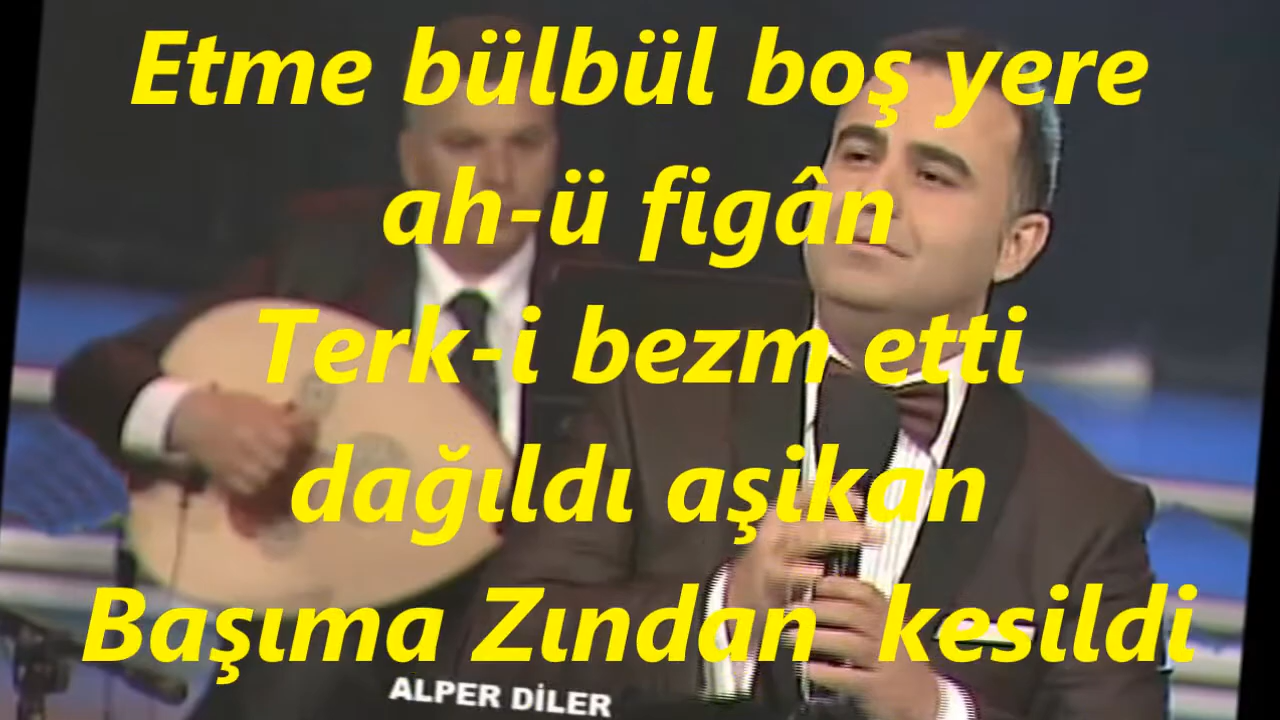 Etme bülbül boş yere
ah-ü figân
Terk-i bezm etti
dağıldı aşikan
Başıma Zından kesildi
ALPER DİLER